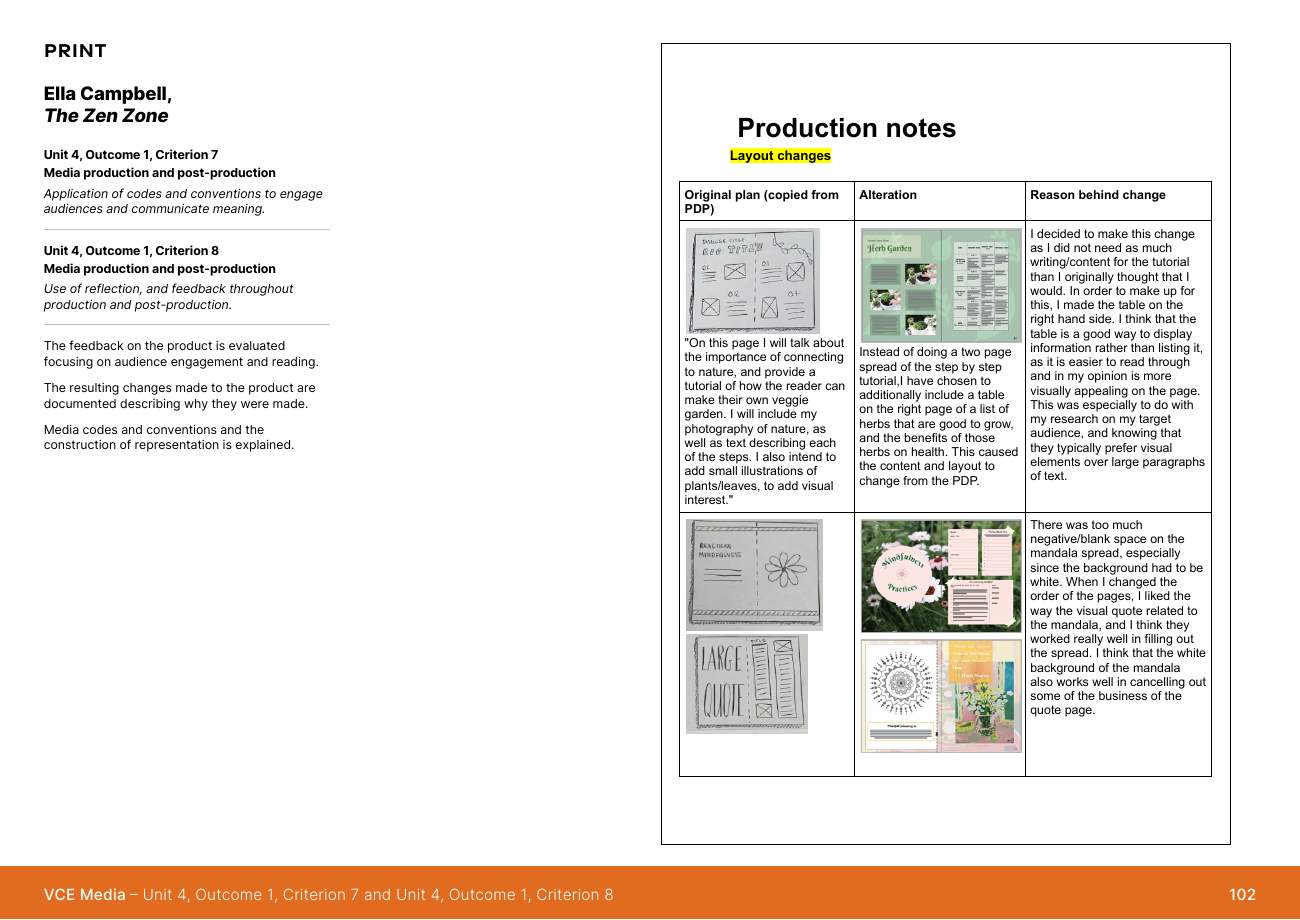 PRINT
Ella Campbell,
The Zen Zone
Unit 4, Outcome 1, Criterion 7
Media production and post-production
Application of codes and conventions to engage
audiences and communicate meaning.
Unit 4, Outcome 1, Criterion 8
Media production and post-production
Use of reflection, and feedback throughout
production and post-production.
The feedback on the product is evaluated
focusing on audience engagement and reading.
The resulting changes made to the product are
documented describing why they were made.
Media codes and conventions and the
construction of representation is explained.
Production notes
Layout changes
Original plan (copied from
PDP)
Alteration
Reason behind change
BIG TITLE
"On this page I will talk about
the importance of connecting
to nature, and provide a
tutorial of how the reader can
make their own veggie
garden. I will include my
photography of nature, as
well as text describing each
of the steps. I also intend to
add small illustrations of
plants/leaves, to add visual
interest."
Herb Garden
Instead of doing a two page
spread of the step by step
tutorial,I have chosen to
additionally include a table
on the right page of a list of
herbs that are good to grow,
and the benefits of those
herbs on health. This caused
the content and layout to
change from the PDP.
I decided to make this change
as I did not need as much
writing/content for the tutorial
than I originally thought that I
would. In order to make up for
this, I made the table on the
right hand side. I think that the
table is a good way to display
information rather than listing it,
as it is easier to read through
and in my opinion is more
visually appealing on the page.
This was especially to do with
my research on my target
audience, and knowing that
they typically prefer visual
elements over large paragraphs
of text.
MINDFULNESS
LARGE
QUOTE
TITLE
Mindfulness
Practices
There was too much
negative/blank space on the
mandala spread, especially
since the background had to be
white. When I changed the
order of the pages, I liked the
way the visual quote related to
the mandala, and I think they
worked really well in filling out
the spread. I think that the white
background of the mandala
also works well in cancelling out
some of the business of the
quote page.
VCE Media – Unit 4, Outcome 1, Criterion 7 and Unit 4, Outcome 1, Criterion 8
102